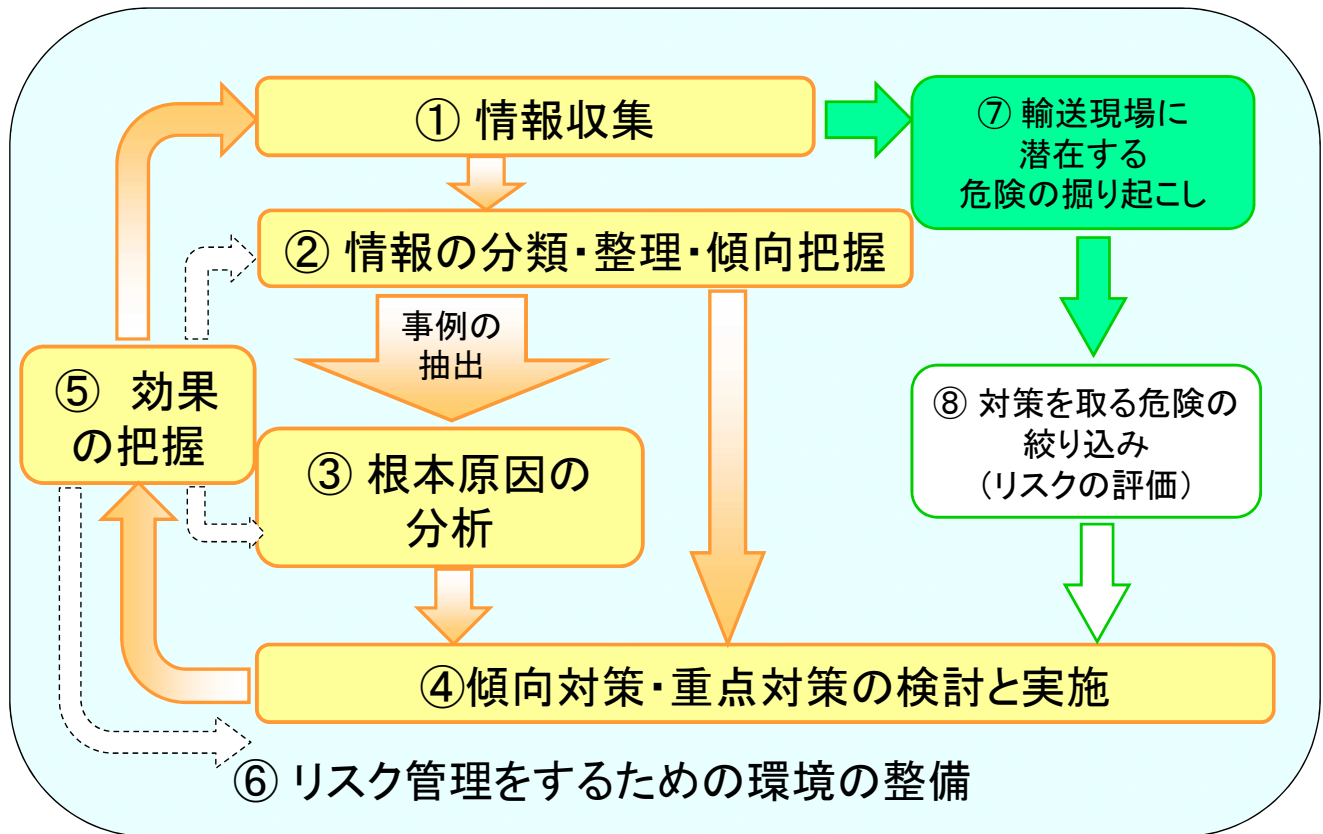 ① 情報収集
⑦ 輸送現場に
潜在する
危険の掘り起こし
② 情報の分類・整理・傾向把握
事例の
抽出
⑤ 効果
の把握
③ 根本原因の
分析
⑧ 対策を取る危険の
絞り込み
（リスクの評価）
④傾向対策・重点対策の検討と実施
⑥ リスク管理をするための環境の整備